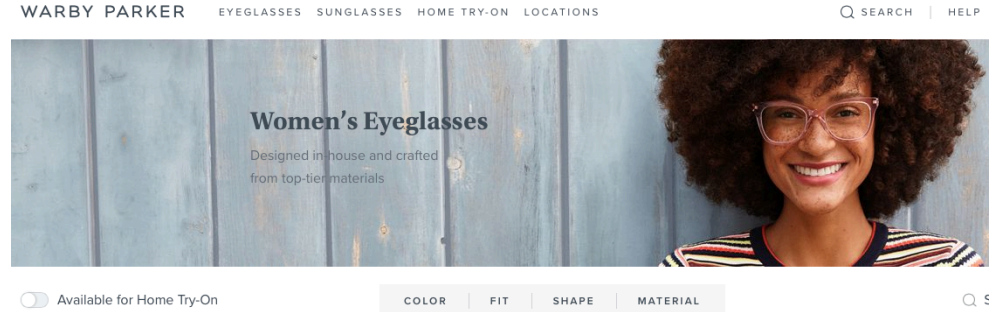 WARBY PARKER EYEGLASSES SUNGLASSES HOME TRY-ON LOCATIONS SEARCH HELP
Women's Eyeglasses
Designed in-house and crafted
from top-tier materials
Available for Home Try-On COLOR FIT SHAPE MATERIAL